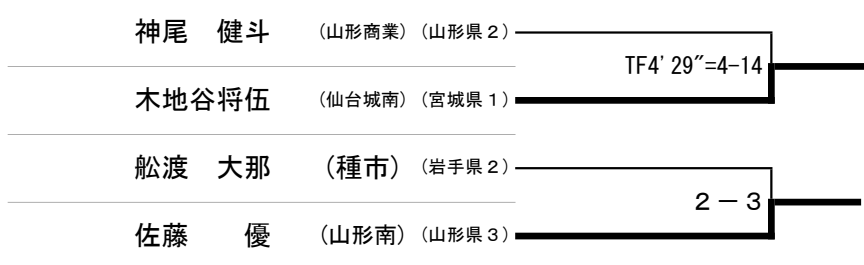 神尾　健斗 （山形商業）（山形県２）
TF4'29″=4-14
木地谷将伍 （仙台城南）（宮城県１）
舩渡　大那 （種市）（岩手県２）
２－３
佐藤　　優 （山形南）（山形県３）